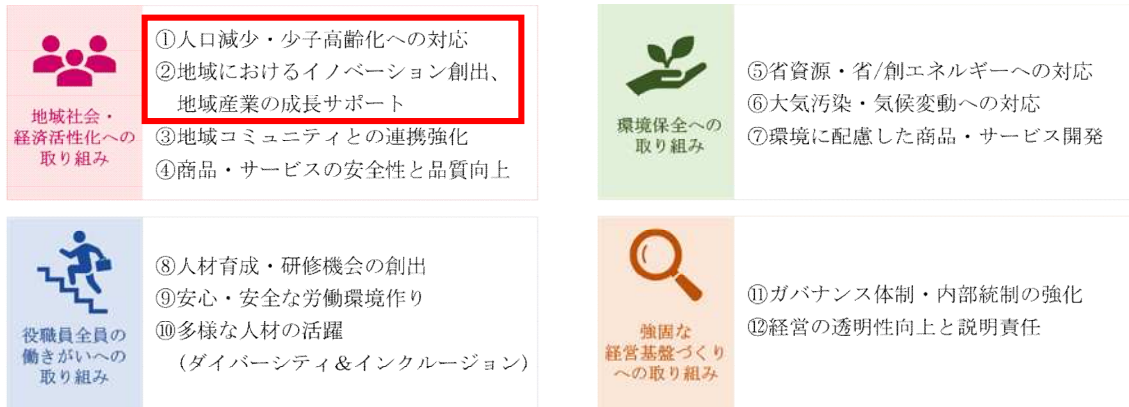 地域社会・
経済活性化への
取り組み
①人口減少・少子高齢化への対応
②地域におけるイノベーション創出、
地域産業の成長サポート
③地域コミュニティとの連携強化
④商品・サービスの安全性と品質向上
環境保全への
取り組み
⑤省資源・省/創エネルギーへの対応
⑥大気汚染・気候変動への対応
⑦環境に配慮した商品・サービス開発
役職員全員の
働きがいへの
取り組み
⑧人材育成・研修機会の創出
⑨安心・安全な労働環境作り
⑩多様な人材の活躍
(ダイバーシティ&インクルージョン)
強固な
経営基盤づくり
への取り組み
⑪ガバナンス体制・内部統制の強化
⑫経営の透明性向上と説明責任